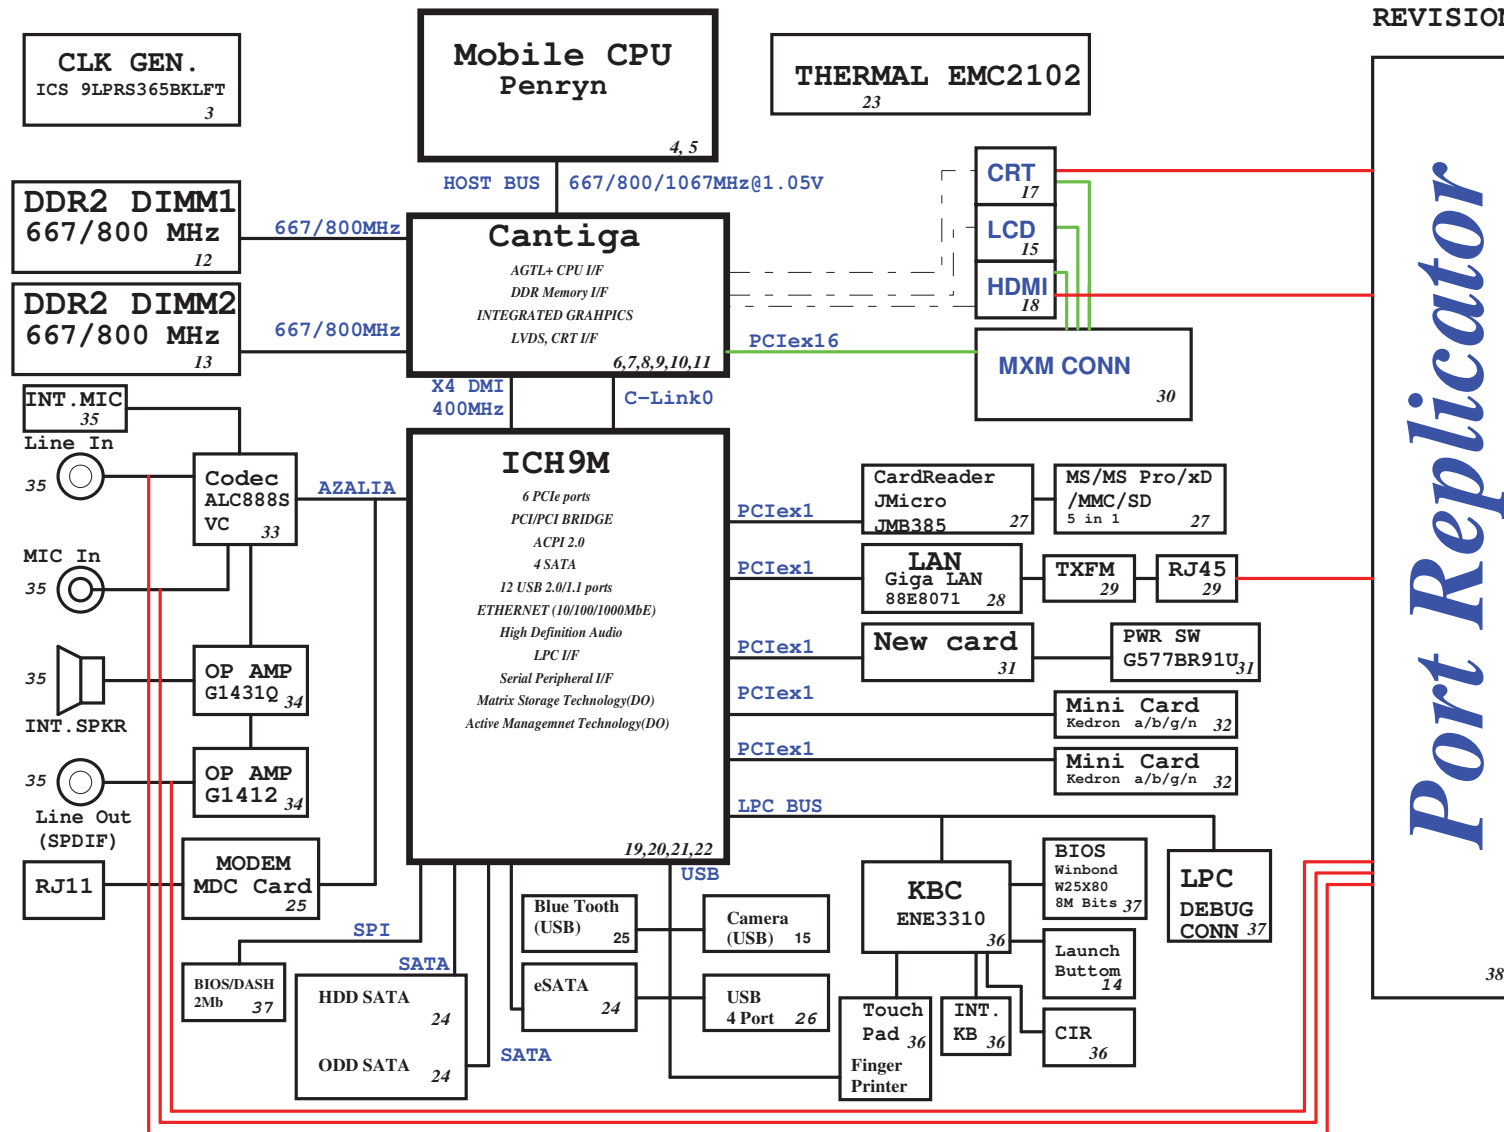 REVISION
CLK GEN.
ICS 9LPRS365BKLFT
3
Mobile CPU
Penryn
4, 5
THERMAL EMC2102
23
HOST BUS
667/800/1067MHz@1.05V
DDR2 DIMM1
667/800 MHz
12
667/800MHz
DDR2 DIMM2
667/800 MHz
13
667/800MHz
Cantiga
AGTL+ CPU I/F
DDR Memory I/F
INTEGRATED GRAHPICS
LVDS, CRT I/F
6,7,8,9,10,11
CRT
17
LCD
15
HDMI
18
PCIex16
MXM CONN
30
X4 DMI
400MHz
C-Link0
INT.MIC
35
Line In
35
Codec
ALC888S
VC
33
AZALIA
MIC In
35
35
INT.SPKR
OP AMP
G1431Q
34
35
OP AMP
G1412
34
Line Out
(SPDIF)
RJ11
MODEM
MDC Card
25
ICH9M
6 PCIe ports
PCI/PCI BRIDGE
ACPI 2.0
4 SATA
12 USB 2.0/1.1 ports
ETHERNET (10/100/1000MbE)
High Definition Audio
LPC I/F
Serial Peripheral I/F
Matrix Storage Technology(DO)
Active Managemnet Technology(DO)
19,20,21,22
PCIex1
CardReader
JMicro
JMB385
27
MS/MS Pro/xD
/MMC/SD
5 in 1
27
PCIex1
LAN
Giga LAN
88E8071
28
TXFM
29
RJ45
29
PCIex1
New card
31
PWR SW
G577BR91U
31
PCIex1
Mini Card
Kedron a/b/g/n
32
PCIex1
Mini Card
Kedron a/b/g/n
32
LPC BUS
USB
SPI
BIOS/DASH
2Mb
37
SATA
HDD SATA
24
ODD SATA
24
SATA
Blue Tooth
(USB)
25
Camera
(USB)
15
eSATA
24
USB
4 Port
26
KBC
ENE3310
36
BIOS
Winbond
W25X80
8M Bits
37
LPC
DEBUG
CONN
37
Launch
Buttom
14
Touch
Pad
36
Finger
Printer
INT.
KB
36
CIR
36
Port Replicator
38